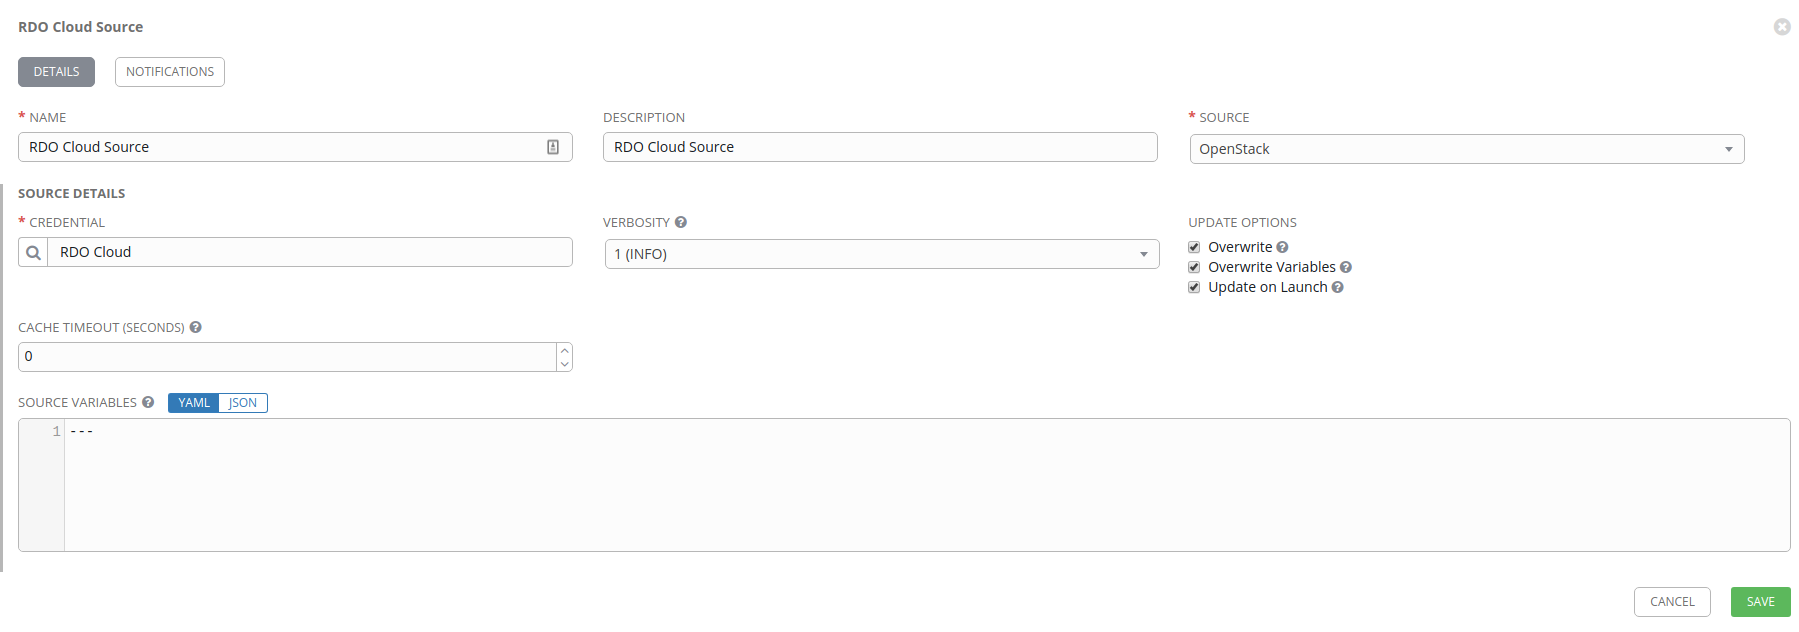 RDO Cloud Source
DETAILS NOTIFICATIONS
* NAME DESCRIPTION * SOURCE
RDO Cloud Source RDO Cloud Source OpenStack
SOURCE DETAILS
* CREDENTIAL VERBOSITY ? UPDATE OPTIONS
RDO Cloud 1 (INFO) Overwrite ?
Overwrite Variables ?
Update on Launch ?
CACHE TIMEOUT (SECONDS) ?
0
SOURCE VARIABLES ? YAML JSON
1 ---
CANCEL SAVE